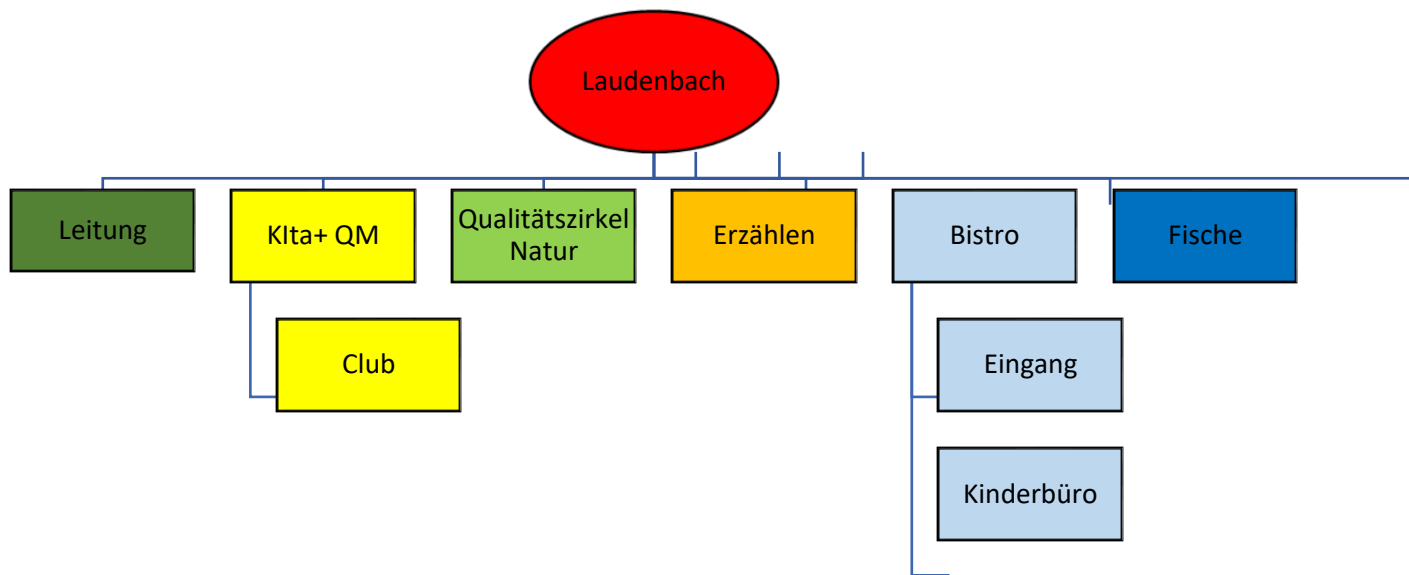 Laudenbach
Leitung
KIta+ QM
Qualitätszirkel
Natur
Erzählen
Bistro
Fische
Club
Eingang
Kinderbüro